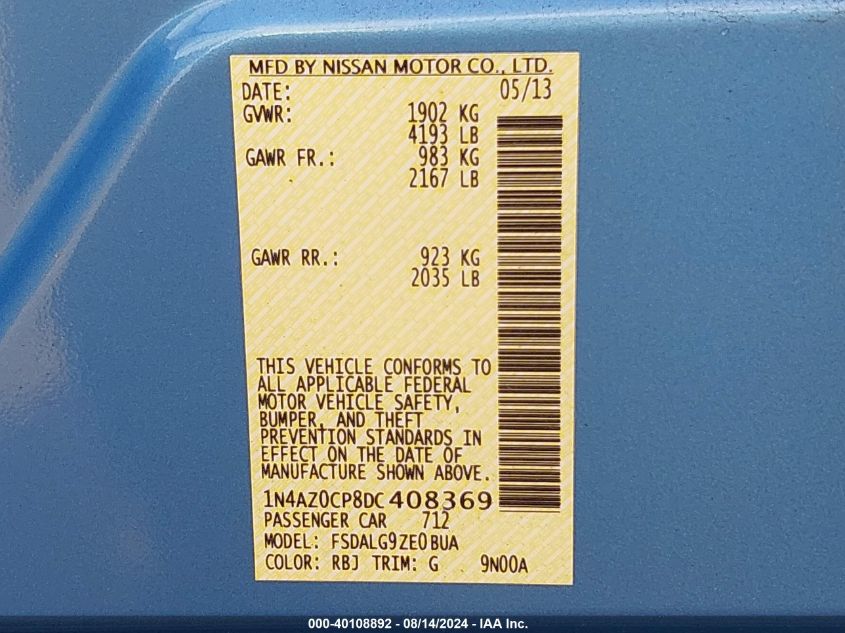 MFD BY NISSAN MOTOR CO., LTD.
DATE: 05/13
GVWR: 1902 KG
4193 LB
GAWR FR.: 983 KG
2167 LB
GAWR RR.: 923 KG
2035 LB
THIS VEHICLE CONFORMS TO
ALL APPLICABLE FEDERAL
MOTOR VEHICLE SAFETY,
BUMPER, AND THEFT
PREVENTION STANDARDS IN
EFFECT ON THE DATE OF
MANUFACTURE SHOWN ABOVE.
1N4AZ0CP8DC408369
PASSENGER CAR 712
MODEL: FSDALG9ZE0BUA
COLOR: RBJ TRIM: G 9N00A
000-40108892 - 08/14/2024 - IAA Inc.